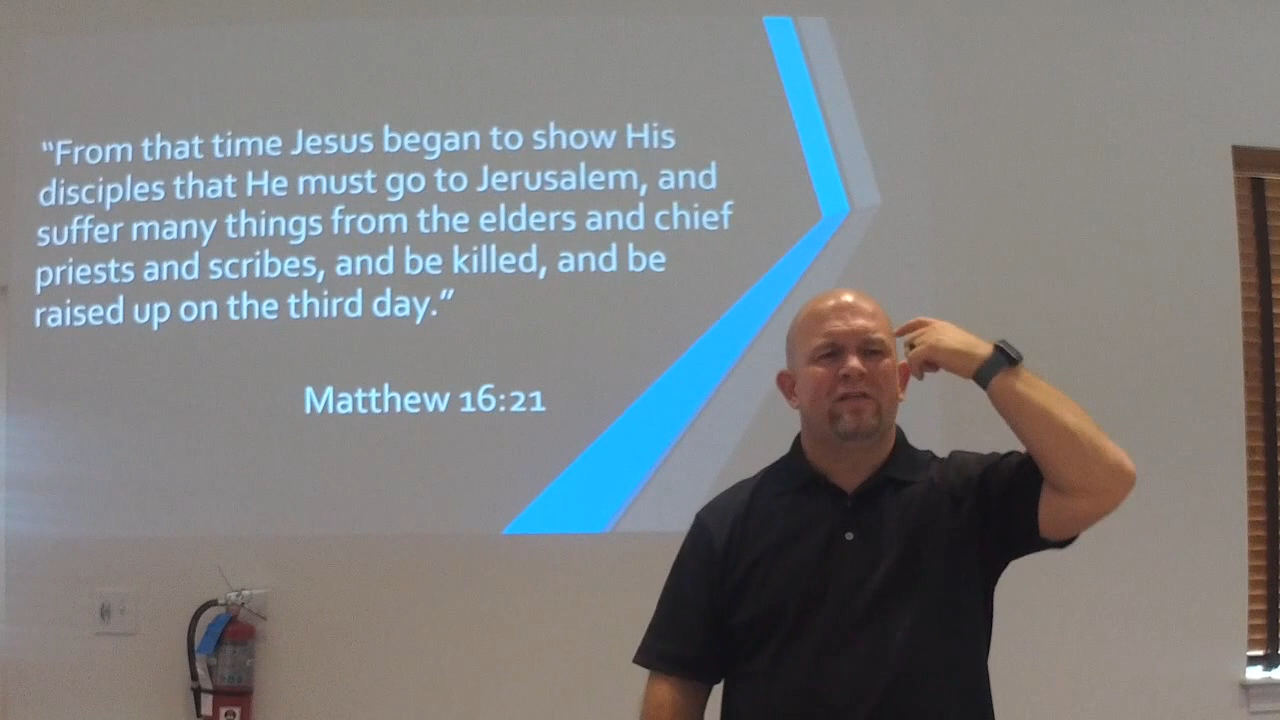 “From that time Jesus began to show His
disciples that He must go to Jerusalem, and
suffer many things from the elders and chief
priests and scribes, and be killed, and be
raised up on the third day.”
Matthew 16:21